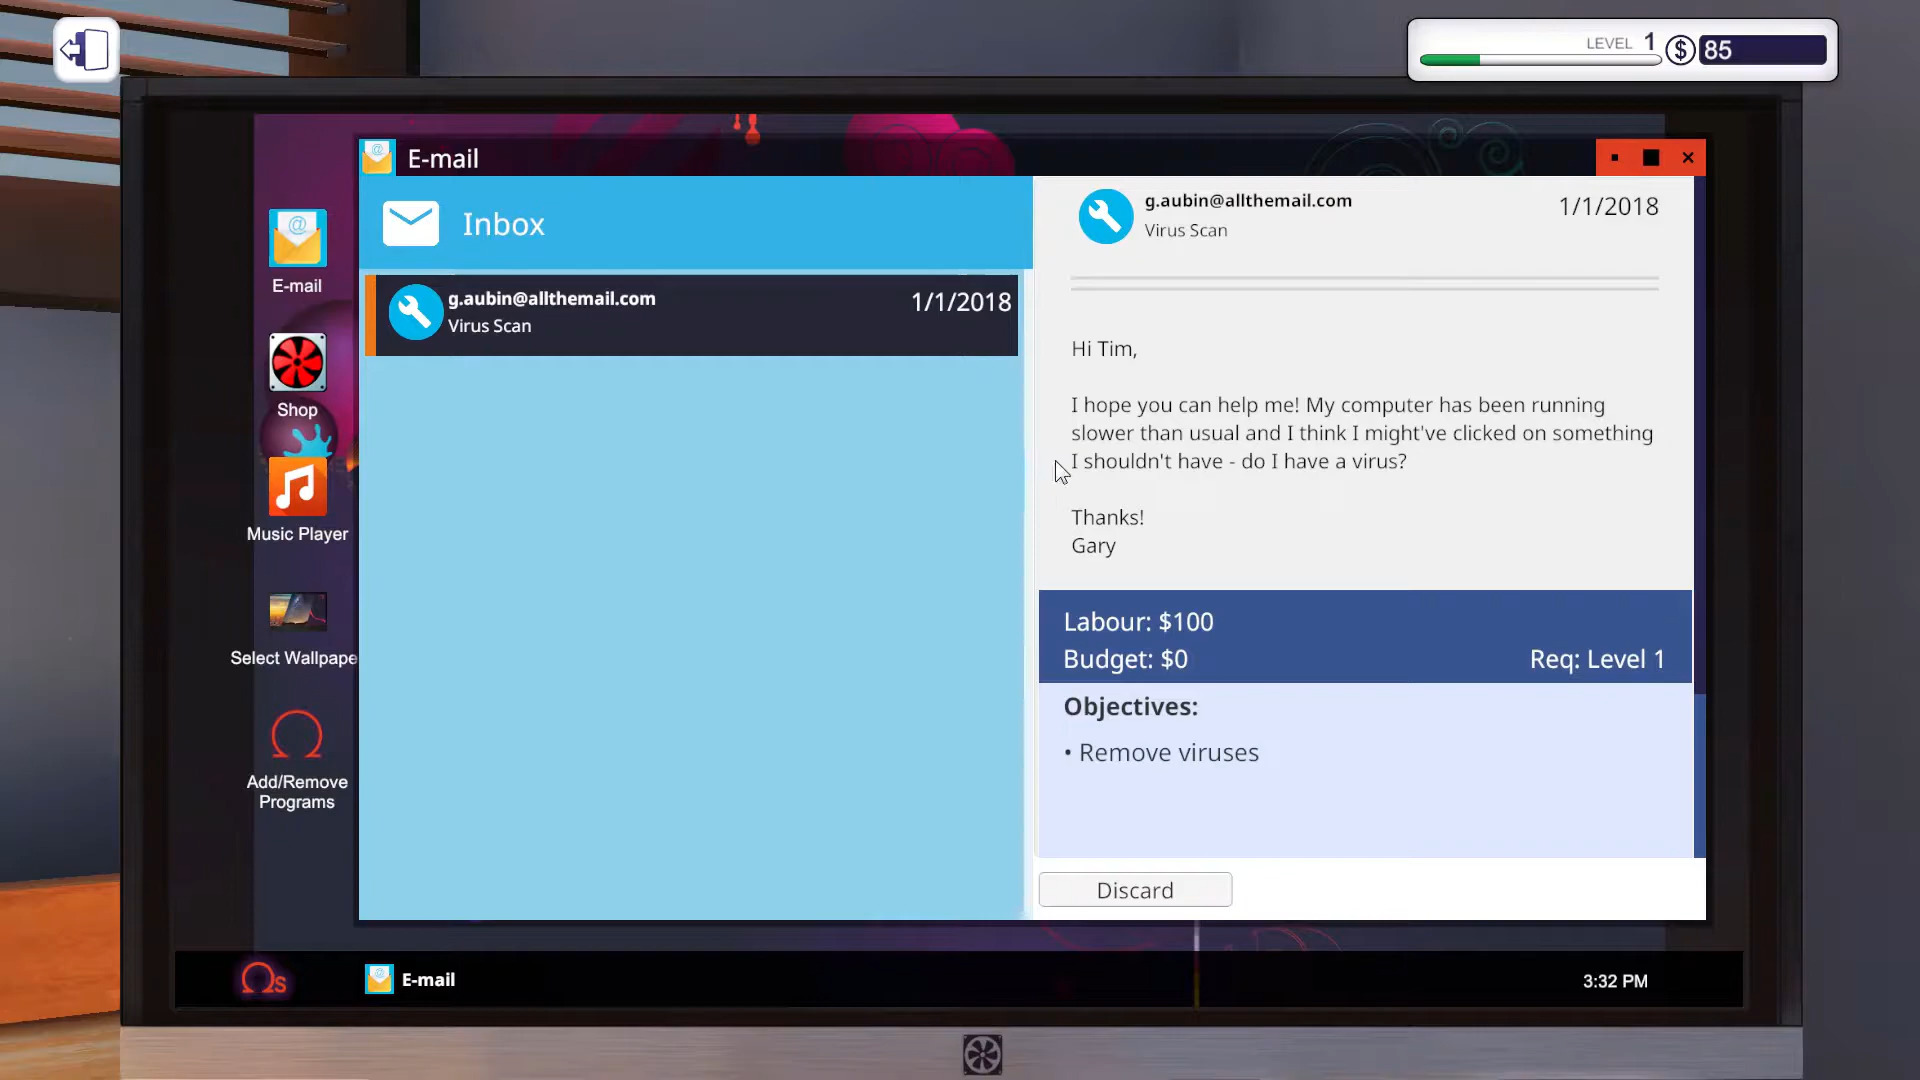 LEVEL 1
$ 85
E-mail
Inbox
g.aubin@allthemail.com
1/1/2018
Virus Scan
g.aubin@allthemail.com
1/1/2018
Virus Scan
Hi Tim,
I hope you can help me! My computer has been running
slower than usual and I think I might've clicked on something
I shouldn't have - do I have a virus?
Thanks!
Gary
Labour: $100
Budget: $0
Req: Level 1
Objectives:
• Remove viruses
Discard
E-mail
Shop
Music Player
Select Wallpape
Add/Remove
Programs
Ωs
E-mail
3:32 PM